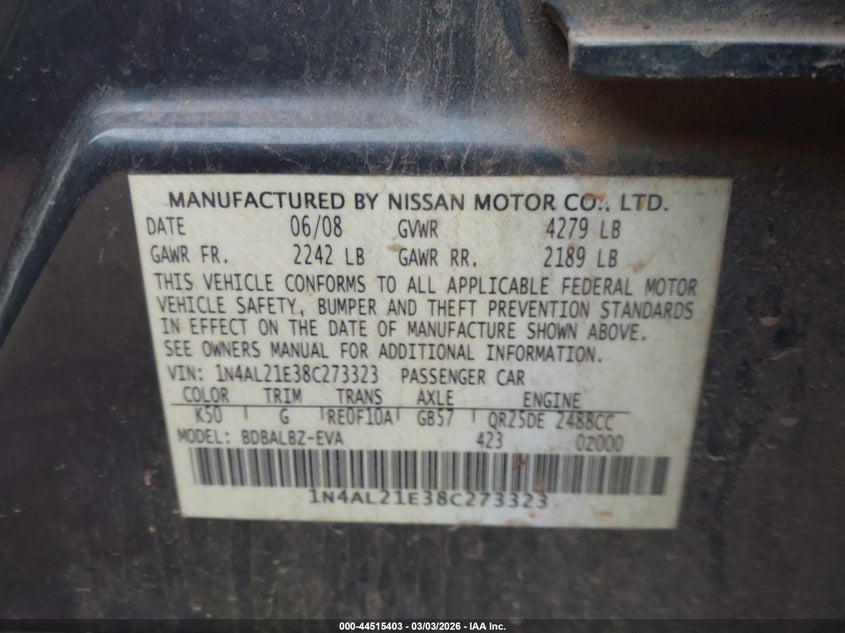 MANUFACTURED BY NISSAN MOTOR CO., LTD.
DATE 06/08 GVWR 4279 LB
GAWR FR. 2242 LB GAWR RR. 2189 LB
THIS VEHICLE CONFORMS TO ALL APPLICABLE FEDERAL MOTOR
VEHICLE SAFETY, BUMPER AND THEFT PREVENTION STANDARDS
IN EFFECT ON THE DATE OF MANUFACTURE SHOWN ABOVE.
SEE OWNERS MANUAL FOR ADDITIONAL INFORMATION.
VIN: 1N4AL21E38C273323 PASSENGER CAR
COLOR TRIM TRANS AXLE ENGINE
K50 G RE0F10A GB57 QR25DE 2488CC
MODEL: BDBALBZ-EVA 423 02000
1N4AL21E38C273323
000-44515403 - 03/03/2026 - IAA Inc.